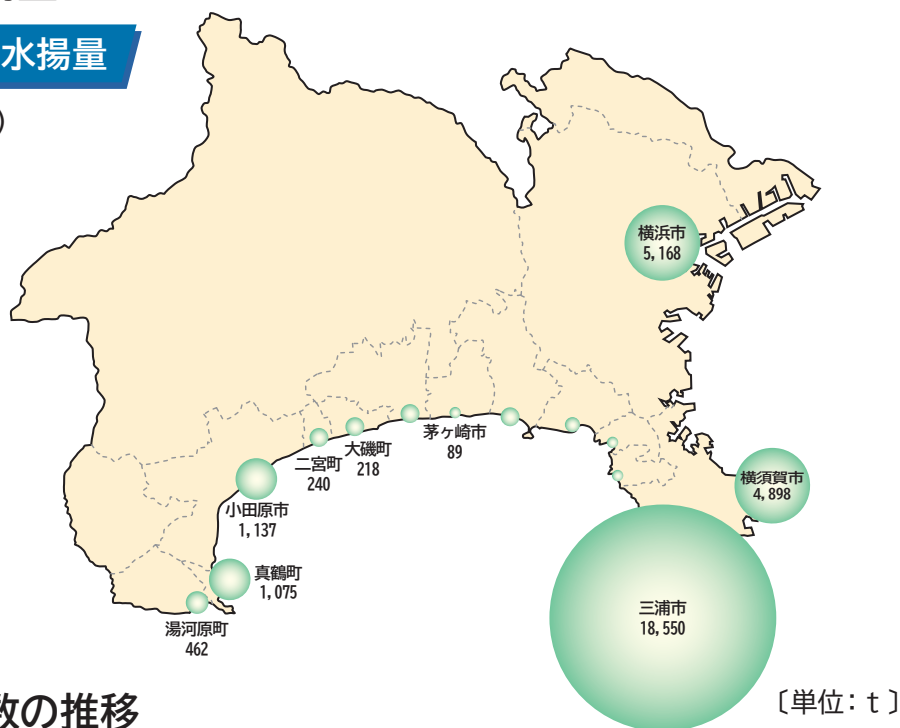 水揚量
)
横浜市
5,168
茅ヶ崎市
89
大磯町
218
二宮町
240
横須賀市
4,898
小田原市
1,137
真鶴町
1,075
三浦市
18,550
湯河原町
462
数の推移
〔単位:t〕